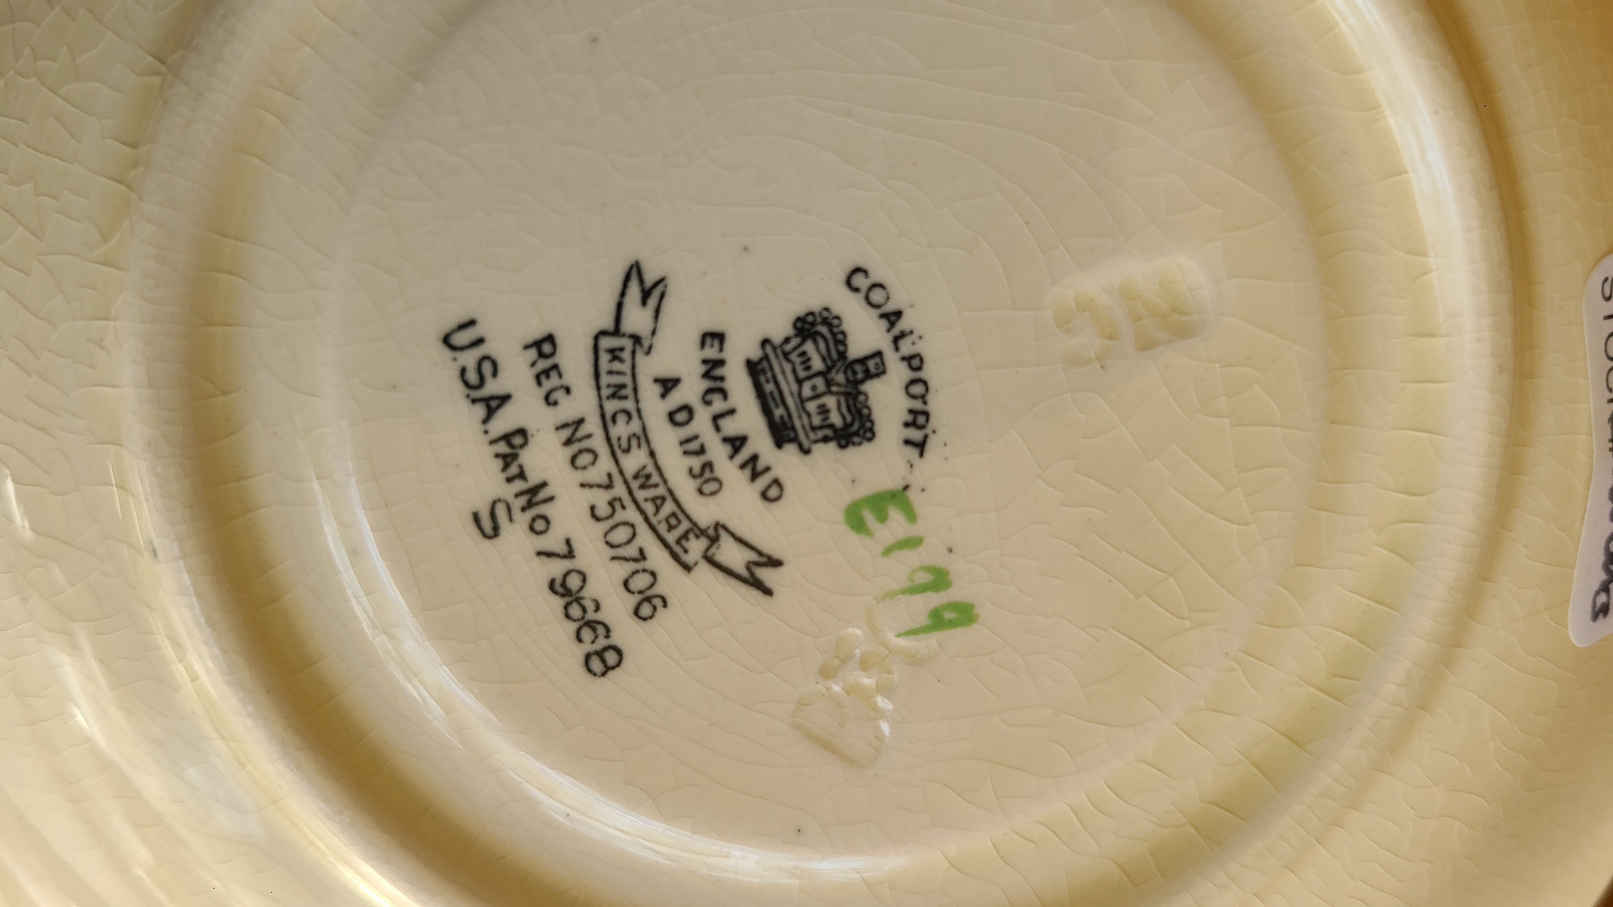 COALPORT
ENGLAND
AD1750
KINGS WARE
REG No 750706
U.S.A. PAT No 79668
S
E199